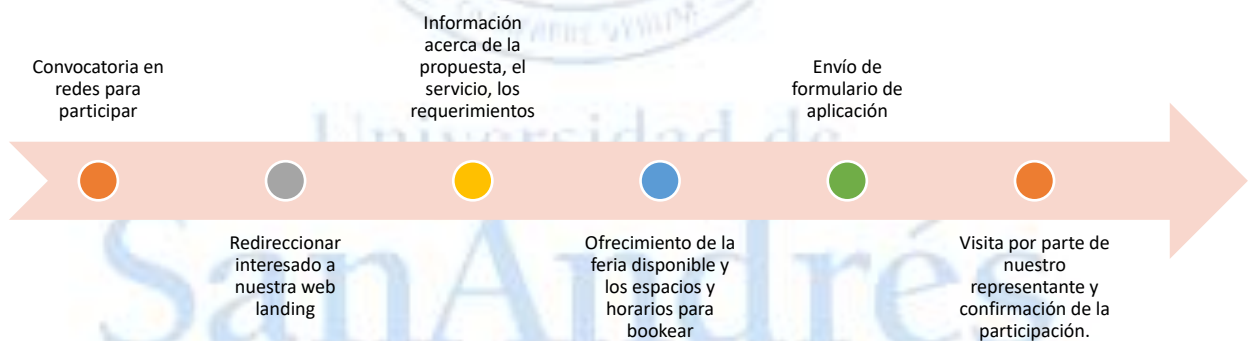 Convocatoria en
redes para
participar
Redireccionar
interesado a
nuestra web
landing
Información
acerca de la
propuesta, el
servicio, los
requerimientos
Ofrecimiento de la
feria disponible y
los espacios y
horarios para
bookear
Envío de
formulario de
aplicación
Visita por parte de
nuestro
representante y
confirmación de la
participación.
Universidad de
SanAndrés